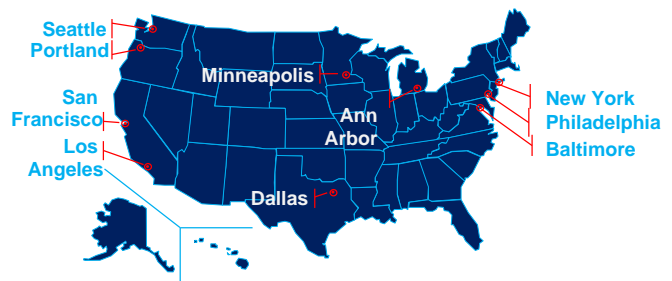 Seattle
Portland
Minneapolis
San
Francisco
Ann
Arbor
New York
Philadelphia
Baltimore
Los
Angeles
Dallas